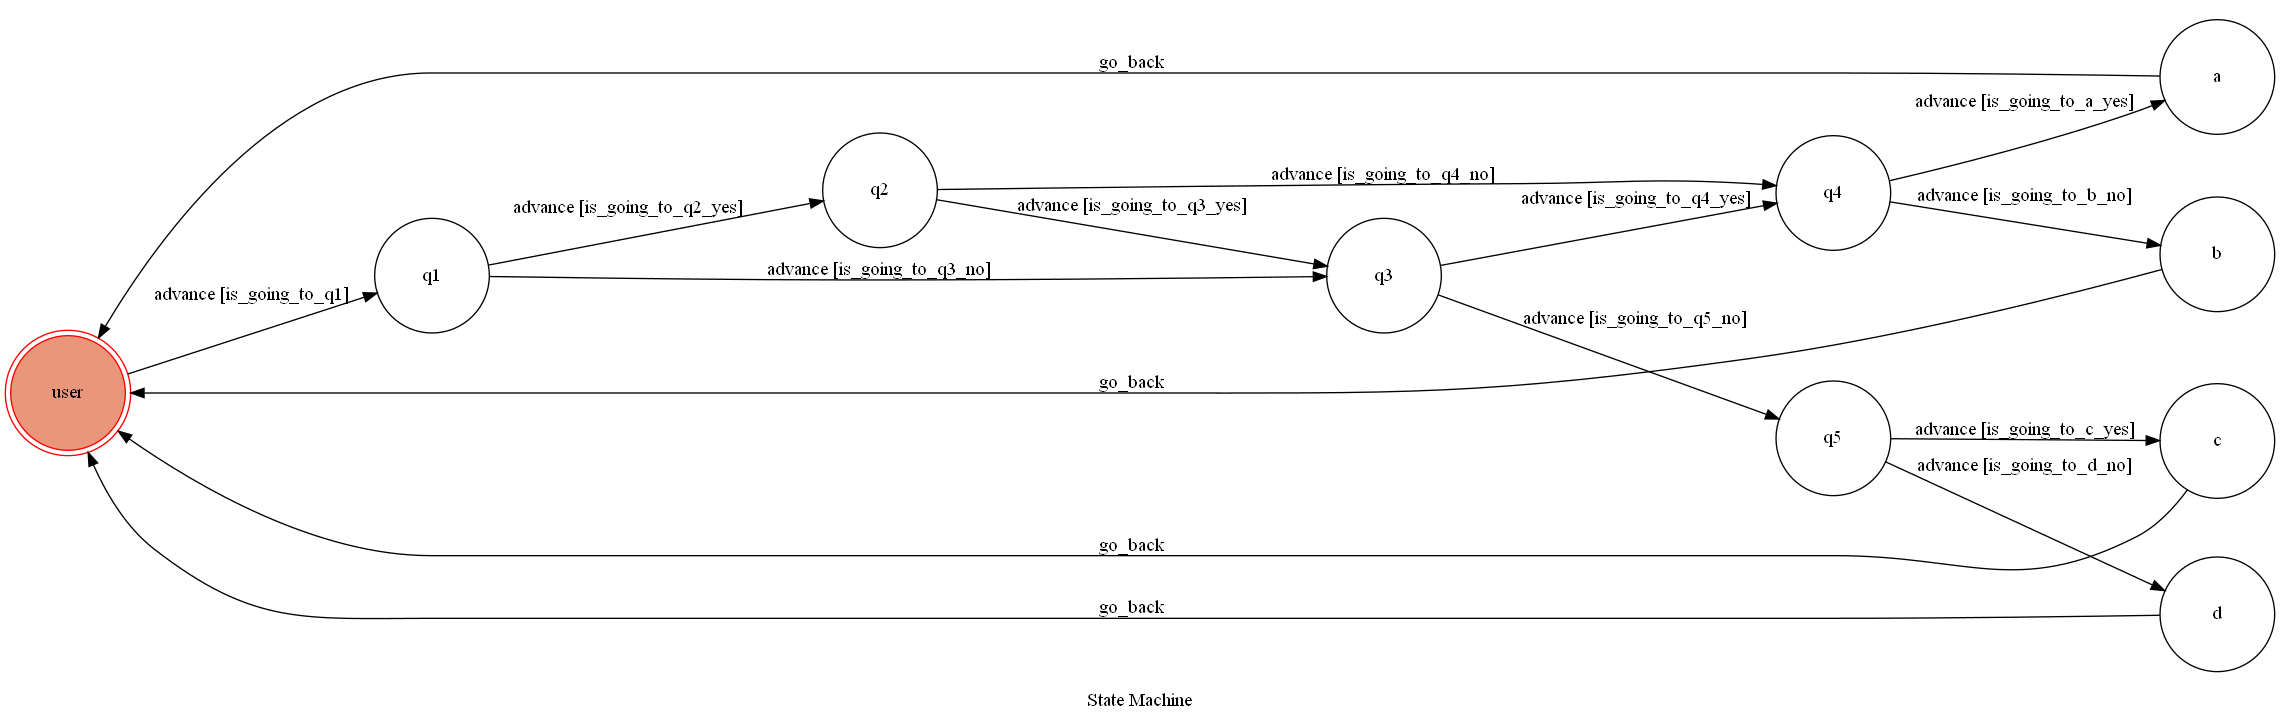 go_back
a
advance [is_going_to_a_yes]
advance [is_going_to_q4_no]
q2
q4
advance [is_going_to_b_no]
advance [is_going_to_q2_yes]
advance [is_going_to_q3_yes]
advance [is_going_to_q4_yes]
b
q1
advance [is_going_to_q3_no]
q3
advance [is_going_to_q1]
advance [is_going_to_q5_no]
user
go_back
advance [is_going_to_c_yes]
q5
c
advance [is_going_to_d_no]
go_back
go_back
d
State Machine